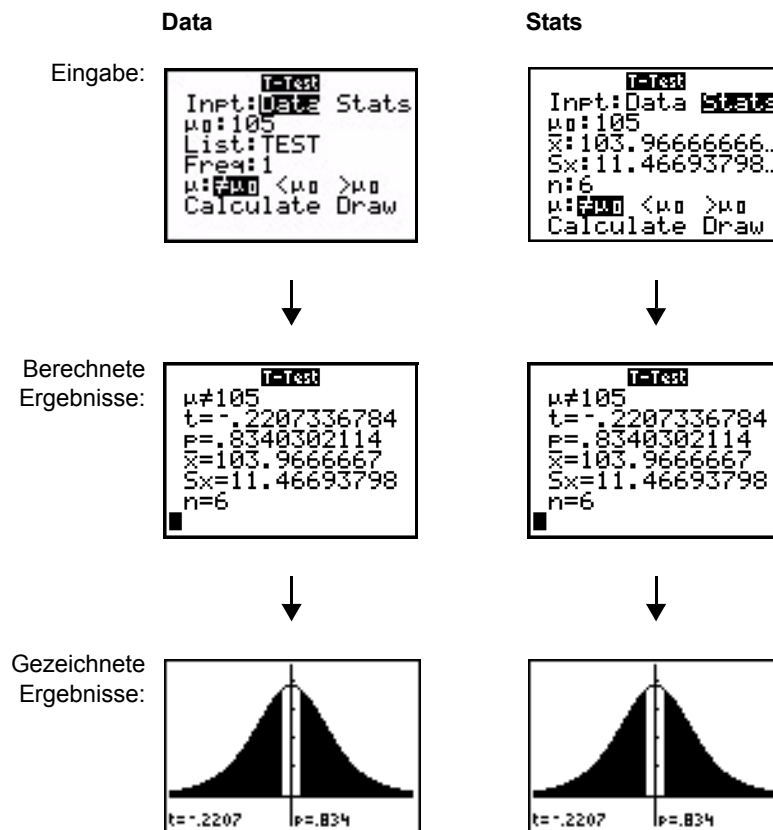 Data
Stats
Eingabe:
T-Test
Inpt:Data Stats
μ0:105
List:TEST
Freq:1
μ:≠μ0 <μ0 >μ0
Calculate Draw
T-Test
Inpt:Data Stats
μ0:105
x̄:103.96666666…
Sx:11.46693798…
n:6
μ:≠μ0 <μ0 >μ0
Calculate Draw
Berechnete
Ergebnisse:
T-Test
μ≠105
t=-.2207336784
p=.8340302114
x̄=103.9666667
Sx=11.46693798
n=6
T-Test
μ≠105
t=-.2207336784
p=.8340302114
x̄=103.9666667
Sx=11.46693798
n=6
Gezeichnete
Ergebnisse:
t=-.2207 p=.834
t=-.2207 p=.834